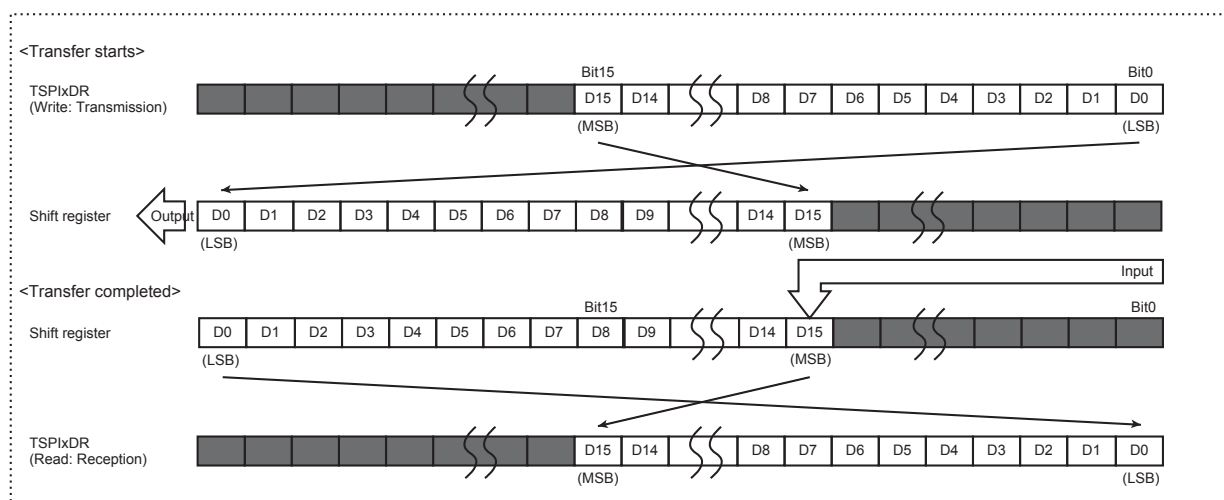 <Transfer starts>
Bit15 Bit0
TSPIxDR
(Write: Transmission)
D15 D14 D8 D7 D6 D5 D4 D3 D2 D1 D0
(MSB) (LSB)
Shift register Output D0 D1 D2 D3 D4 D5 D6 D7 D8 D9 D14 D15
(LSB) (MSB)
Input
<Transfer completed>
Bit15 Bit0
Shift register D0 D1 D2 D3 D4 D5 D6 D7 D8 D9 D14 D15
(LSB) (MSB)
TSPIxDR
(Read: Reception)
D15 D14 D8 D7 D6 D5 D4 D3 D2 D1 D0
(MSB) (LSB)